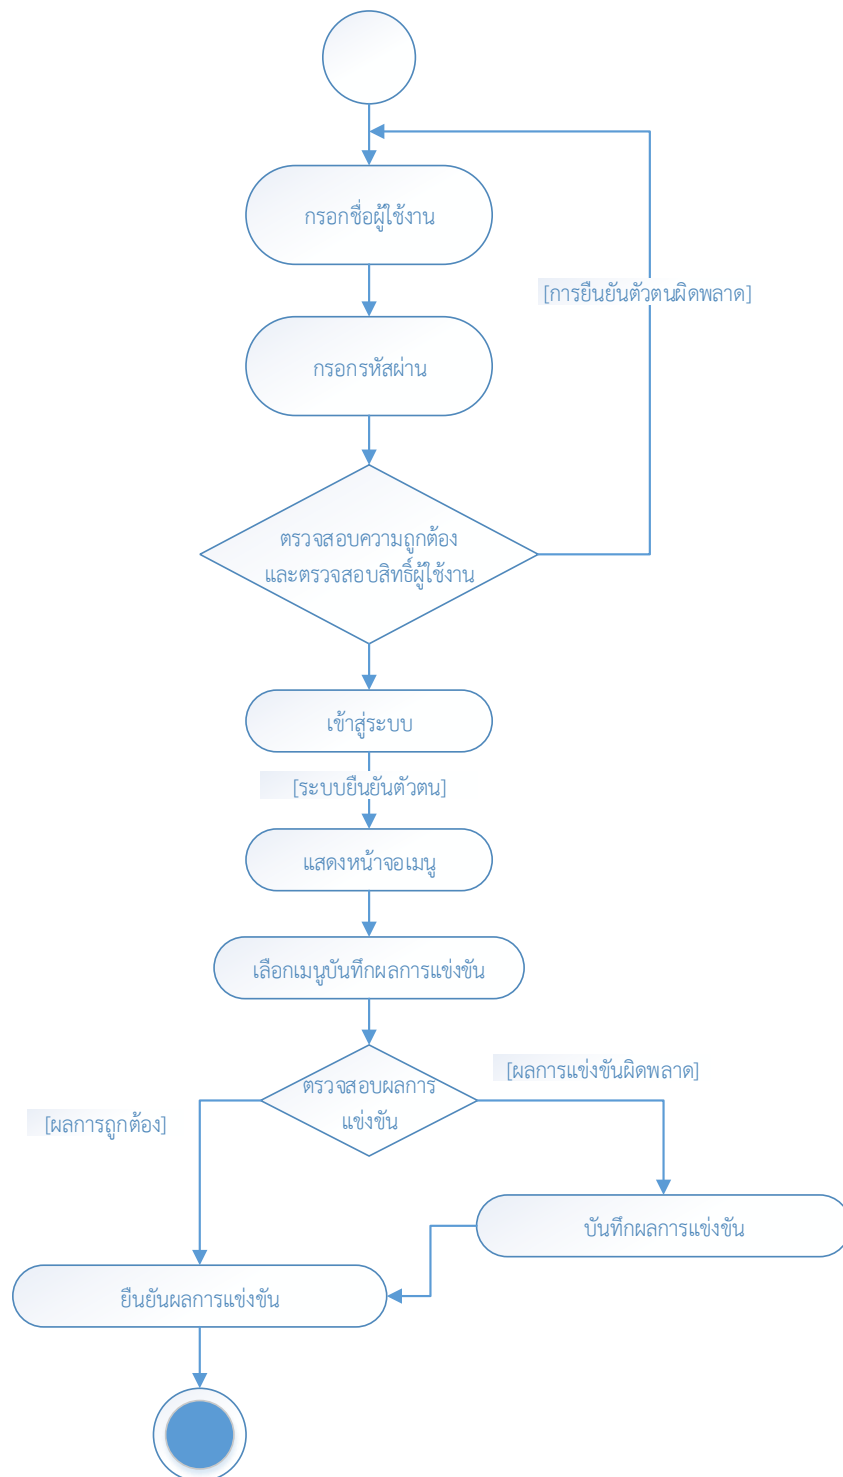 กรอกชื่อผู้ใช้งาน
[การยืนยันตัวตนผิดพลาด]
กรอกรหัสผ่าน
ตรวจสอบความถูกต้อง
และตรวจสอบสิทธิ์ผู้ใช้งาน
เข้าสู่ระบบ
[ระบบยืนยันตัวตน]
แสดงหน้าจอเมนู
เลือกเมนูบันทึกผลการแข่งขัน
[ผลการแข่งขันผิดพลาด]
ตรวจสอบผลการ
แข่งขัน
[ผลการถูกต้อง]
บันทึกผลการแข่งขัน
ยืนยันผลการแข่งขัน